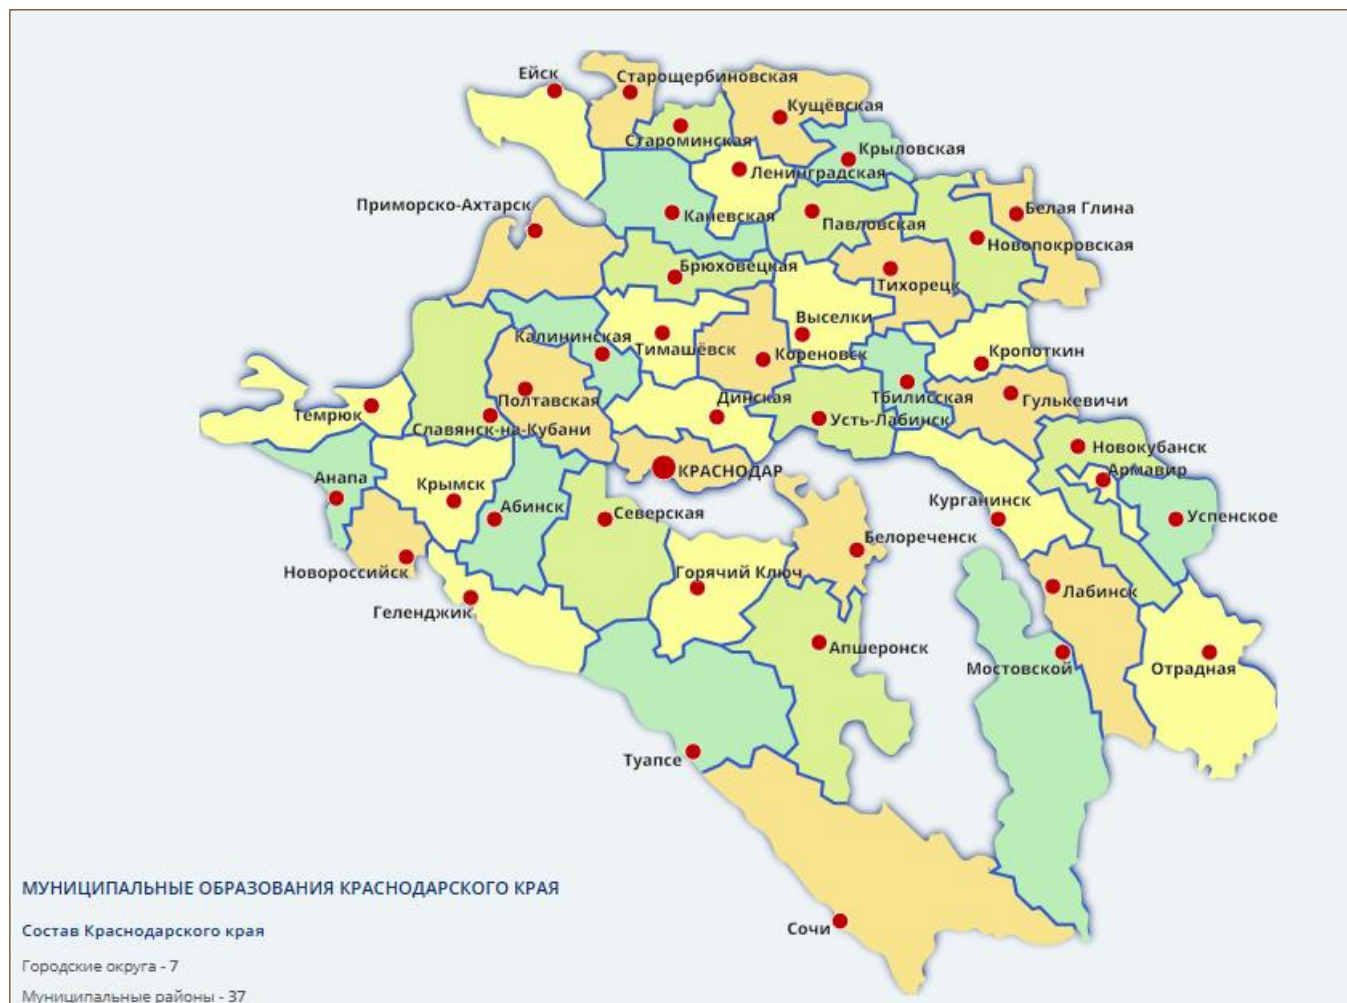 Ейск
Старощербиновская
Кущёвская
Староминская
Крыловская
Ленинградская
Приморско-Ахтарск
Каневская
Павловская
Белая Глина
Новопокровская
Брюховецкая
Тихорецк
Выселки
Калининская
Тимашёвск
Кореновск
Кропоткин
Темрюк
Полтавская
Динская
Тбилисская
Гулькевичи
Славянск-на-Кубани
Усть-Лабинск
Новокубанск
Анапа
КРАСНОДАР
Армавир
Крымск
Абинск
Северская
Курганинск
Успенское
Новороссийск
Белореченск
Геленджик
Горячий Ключ
Лабинск
Апшеронск
Мостовской
Отрадная
Туапсе
Сочи
МУНИЦИПАЛЬНЫЕ ОБРАЗОВАНИЯ КРАСНОДАРСКОГО КРАЯ
Состав Краснодарского края
Городские округа - 7
Муниципальные районы - 37